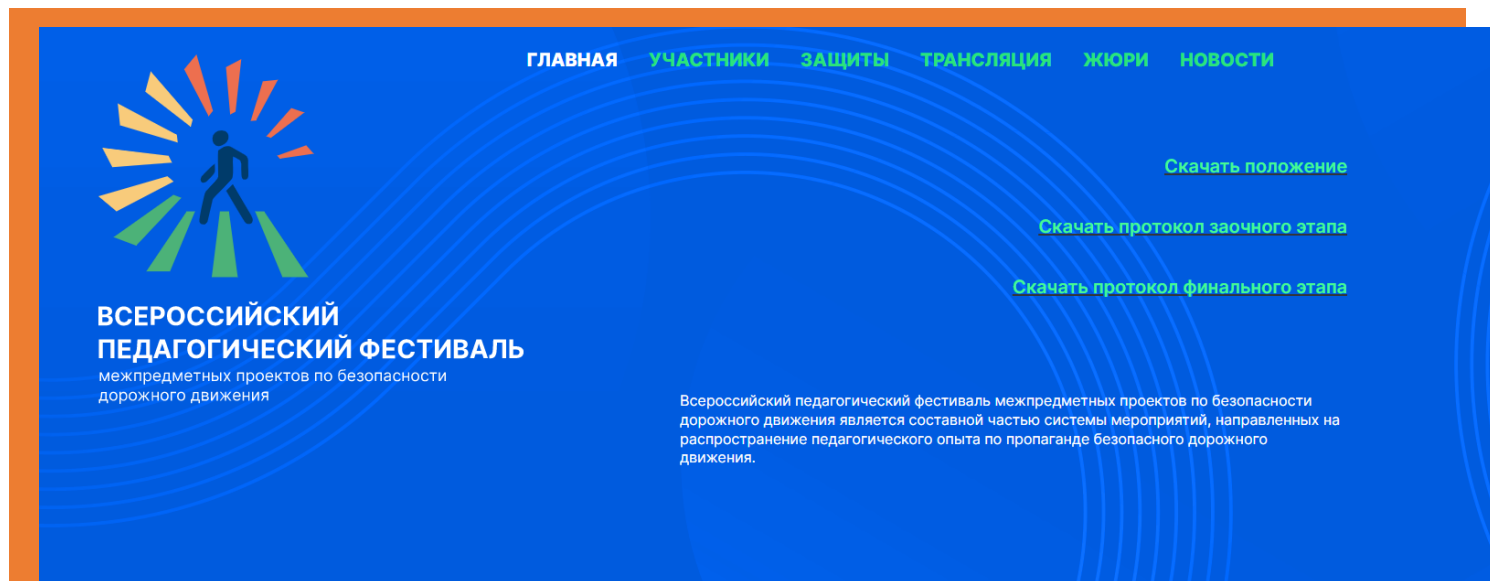 ГЛАВНАЯ УЧАСТНИКИ ЗАЩИТЫ ТРАНСЛЯЦИЯ ЖЮРИ НОВОСТИ
Скачать положение
Скачать протокол заочного этапа
Скачать протокол финального этапа
ВСЕРОССИЙСКИЙ
ПЕДАГОГИЧЕСКИЙ ФЕСТИВАЛЬ
межпредметных проектов по безопасности
дорожного движения
Всероссийский педагогический фестиваль межпредметных проектов по безопасности
дорожного движения является составной частью системы мероприятий, направленных на
распространение педагогического опыта по пропаганде безопасного дорожного
движения.